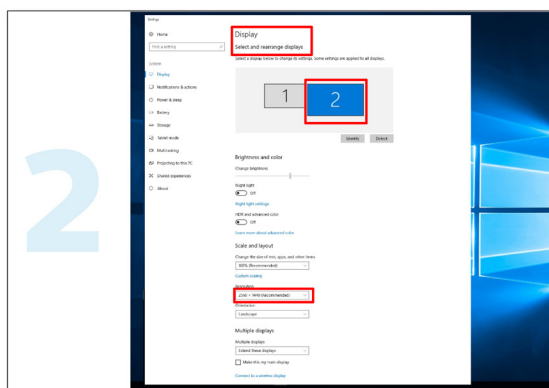 Settings
Home
Display
Find a setting
Select and rearrange displays
Select a display below to change its settings. Some settings are applied to all displays.
System
Display
1
2
Notifications & actions
Power & sleep
Battery
Storage
Identify
Detect
Tablet mode
Multitasking
Projecting to this PC
Shared experiences
About
Brightness and color
Change brightness
Night light
Off
Night light settings
HDR and advanced color
Off
Learn more about advanced color
Scale and layout
Change the size of text, apps, and other items
100% (Recommended)
Custom scaling
Resolution
2560 × 1440 (Recommended)
Orientation
Landscape
Multiple displays
Multiple displays
Extend these displays
Make this my main display
Connect to a wireless display
2